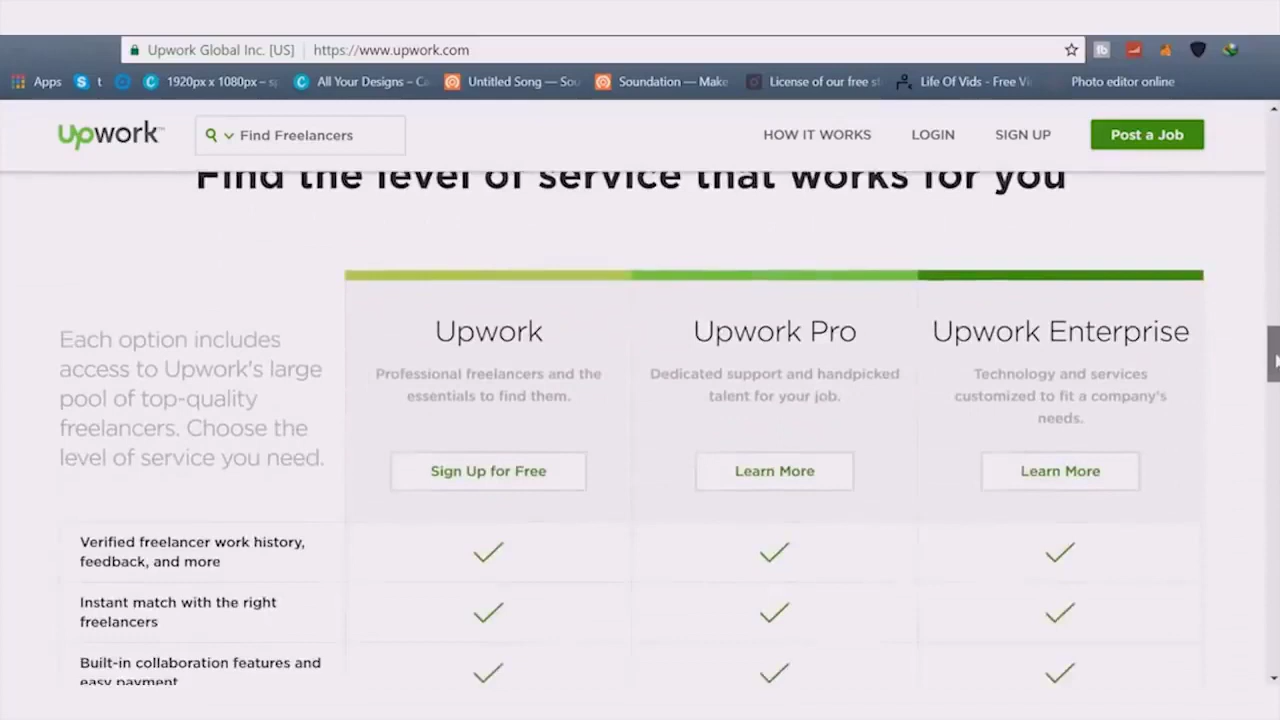 Upwork Global Inc. [US] https://www.upwork.com
Apps t 1920px x 1080px – All Your Designs – Ca Untitled Song — Sou Soundation — Make License of our free st Life Of Vids - Free Vi Photo editor online
upwork Find Freelancers HOW IT WORKS LOGIN SIGN UP Post a Job
Find the level of service that works for you
Each option includes
access to Upwork's large
pool of top-quality
freelancers. Choose the
level of service you need.
Upwork
Professional freelancers and the
essentials to find them.
Sign Up for Free
Upwork Pro
Dedicated support and handpicked
talent for your job.
Learn More
Upwork Enterprise
Technology and services
customized to fit a company's
needs.
Learn More
Verified freelancer work history,
feedback, and more
Instant match with the right
freelancers
Built-in collaboration features and
easy payment